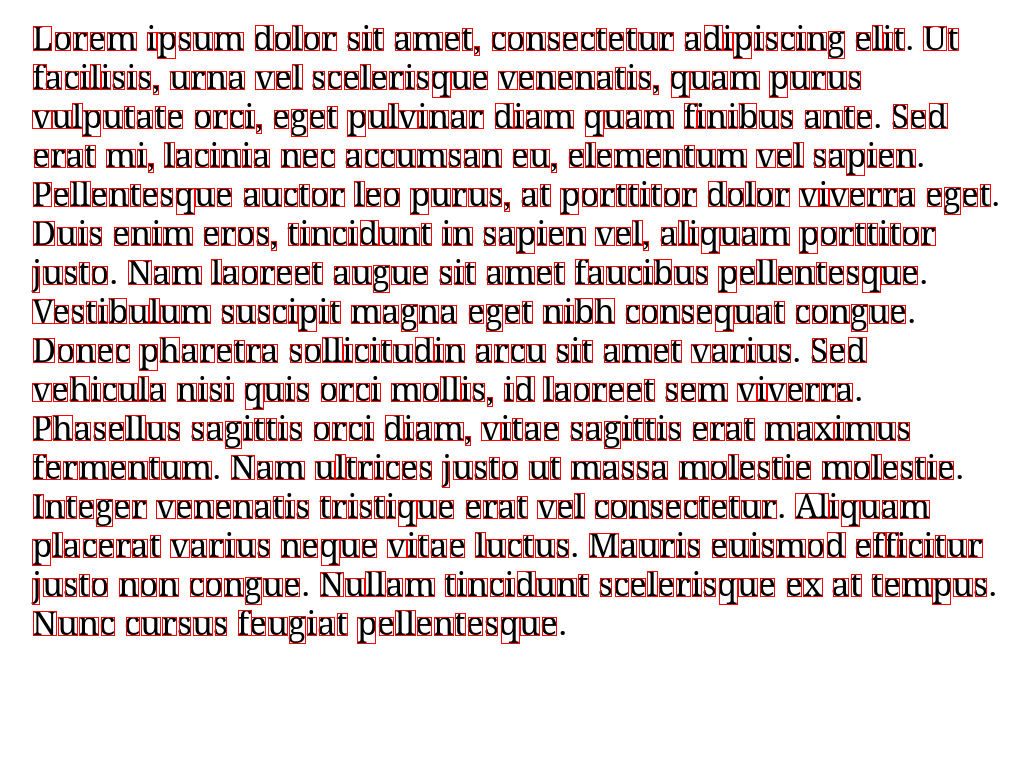 Lorem ipsum dolor sit amet, consectetur adipiscing elit. Ut
facilisis, urna vel scelerisque venenatis, quam purus
vulputate orci, eget pulvinar diam quam finibus ante. Sed
erat mi, lacinia nec accumsan eu, elementum vel sapien.
Pellentesque auctor leo purus, at porttitor dolor viverra eget.
Duis enim eros, tincidunt in sapien vel, aliquam porttitor
justo. Nam laoreet augue sit amet faucibus pellentesque.
Vestibulum suscipit magna eget nibh consequat congue.
Donec pharetra sollicitudin arcu sit amet varius. Sed
vehicula nisi quis orci mollis, id laoreet sem viverra.
Phasellus sagittis orci diam, vitae sagittis erat maximus
fermentum. Nam ultrices justo ut massa molestie molestie.
Integer venenatis tristique erat vel consectetur. Aliquam
placerat varius neque vitae luctus. Mauris euismod efficitur
justo non congue. Nullam tincidunt scelerisque ex at tempus.
Nunc cursus feugiat pellentesque.